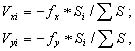 V_xi = −f_x * S_i / ∑ S ;
V_yi = −f_y * S_i / ∑ S ;